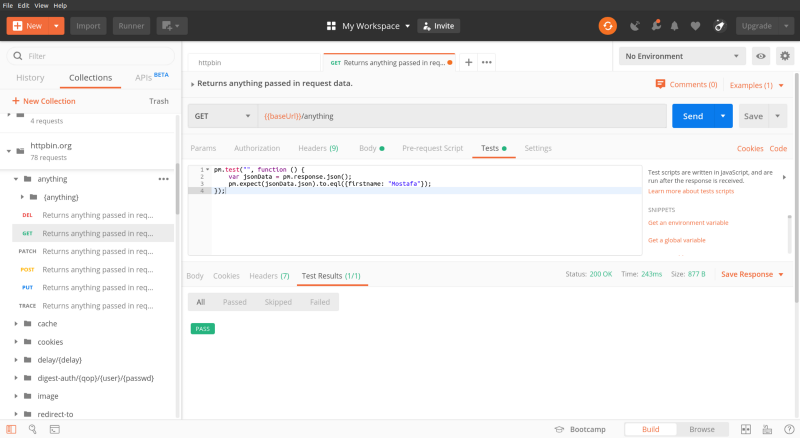 File Edit View Help
New Import Runner My Workspace Invite Upgrade
Filter
History Collections APIs BETA
+ New Collection Trash
4 requests
httpbin.org
78 requests
anything
{anything}
DEL Returns anything passed in req...
GET Returns anything passed in req...
PATCH Returns anything passed in req...
POST Returns anything passed in req...
PUT Returns anything passed in req...
TRACE Returns anything passed in req...
cache
cookies
delay/{delay}
digest-auth/{qop}/{user}/{passwd}
image
redirect-to
httpbin GET Returns anything passed in req... + ••• No Environment
Returns anything passed in request data. Comments (0) Examples (1)
GET {{baseUrl}}/anything Send Save
Params Authorization Headers (9) Body Pre-request Script Tests Settings Cookies Code
1 pm.test("", function () {
2 var jsonData = pm.response.json();
3 pm.expect(jsonData.json).to.eql({firstname: "Mostafa"});
4 });
Test scripts are written in JavaScript, and are
run after the response is received.
Learn more about tests scripts
SNIPPETS
Get an environment variable
Get a global variable
Body Cookies Headers (7) Test Results (1/1) Status: 200 OK Time: 243ms Size: 877 B Save Response
All Passed Skipped Failed
PASS
Bootcamp Build Browse